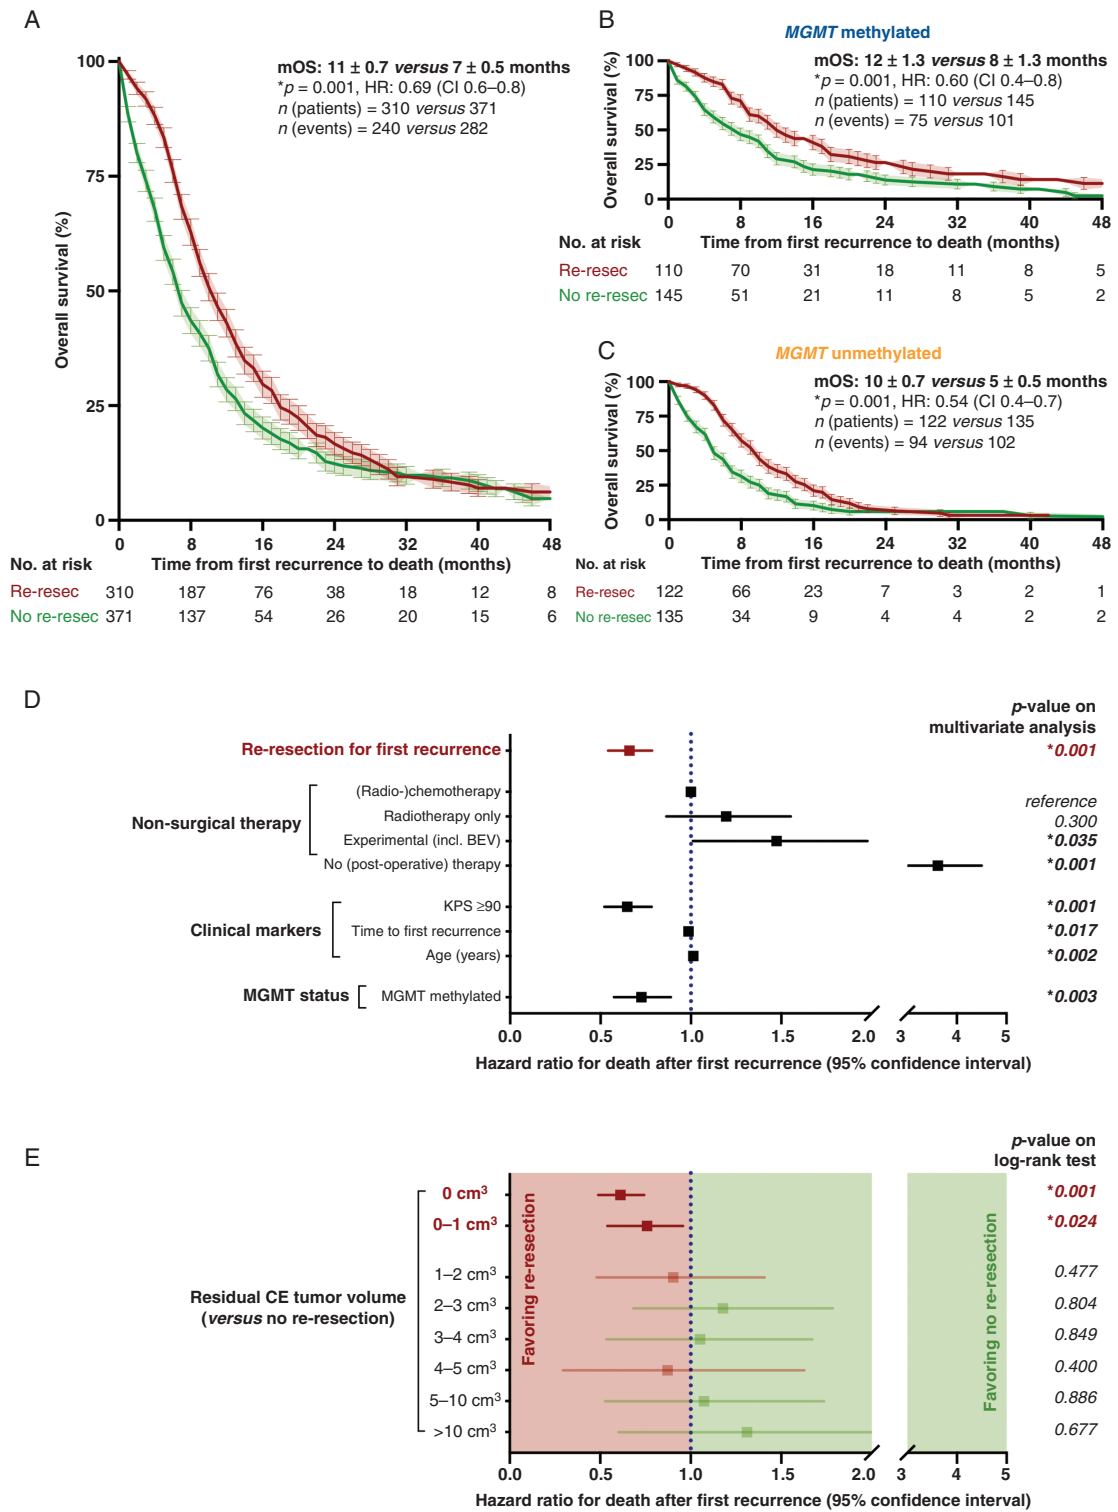 A
100
75
50
25
0
Overall survival (%)
mOS: 11 ± 0.7 versus 7 ± 0.5 months
*p = 0.001, HR: 0.69 (CI 0.6–0.8)
n (patients) = 310 versus 371
n (events) = 240 versus 282
0 8 16 24 32 40 48
No. at risk Time from first recurrence to death (months)
Re-resec 310 187 76 38 18 12 8
No re-resec 371 137 54 26 20 15 6
B
MGMT methylated
100
75
50
25
0
Overall survival (%)
mOS: 12 ± 1.3 versus 8 ± 1.3 months
*p = 0.001, HR: 0.60 (CI 0.4–0.8)
n (patients) = 110 versus 145
n (events) = 75 versus 101
0 8 16 24 32 40 48
No. at risk Time from first recurrence to death (months)
Re-resec 110 70 31 18 11 8 5
No re-resec 145 51 21 11 8 5 2
C
MGMT unmethylated
100
75
50
25
0
Overall survival (%)
mOS: 10 ± 0.7 versus 5 ± 0.5 months
*p = 0.001, HR: 0.54 (CI 0.4–0.7)
n (patients) = 122 versus 135
n (events) = 94 versus 102
0 8 16 24 32 40 48
No. at risk Time from first recurrence to death (months)
Re-resec 122 66 23 7 3 2 1
No re-resec 135 34 9 4 4 2 2
D
p-value on
multivariate analysis
Re-resection for first recurrence *0.001
Non-surgical therapy
(Radio-)chemotherapy reference
Radiotherapy only 0.300
Experimental (incl. BEV) *0.035
No (post-operative) therapy *0.001
Clinical markers
KPS ≥90 *0.001
Time to first recurrence *0.017
Age (years) *0.002
MGMT status MGMT methylated *0.003
0.0 0.5 1.0 1.5 2.0 3 4 5
Hazard ratio for death after first recurrence (95% confidence interval)
E
p-value on
log-rank test
Residual CE tumor volume
(versus no re-resection)
Favoring re-resection
Favoring no re-resection
0 cm³ *0.001
0–1 cm³ *0.024
1–2 cm³ 0.477
2–3 cm³ 0.804
3–4 cm³ 0.849
4–5 cm³ 0.400
5–10 cm³ 0.886
>10 cm³ 0.677
0.0 0.5 1.0 1.5 2.0 3 4 5
Hazard ratio for death after first recurrence (95% confidence interval)